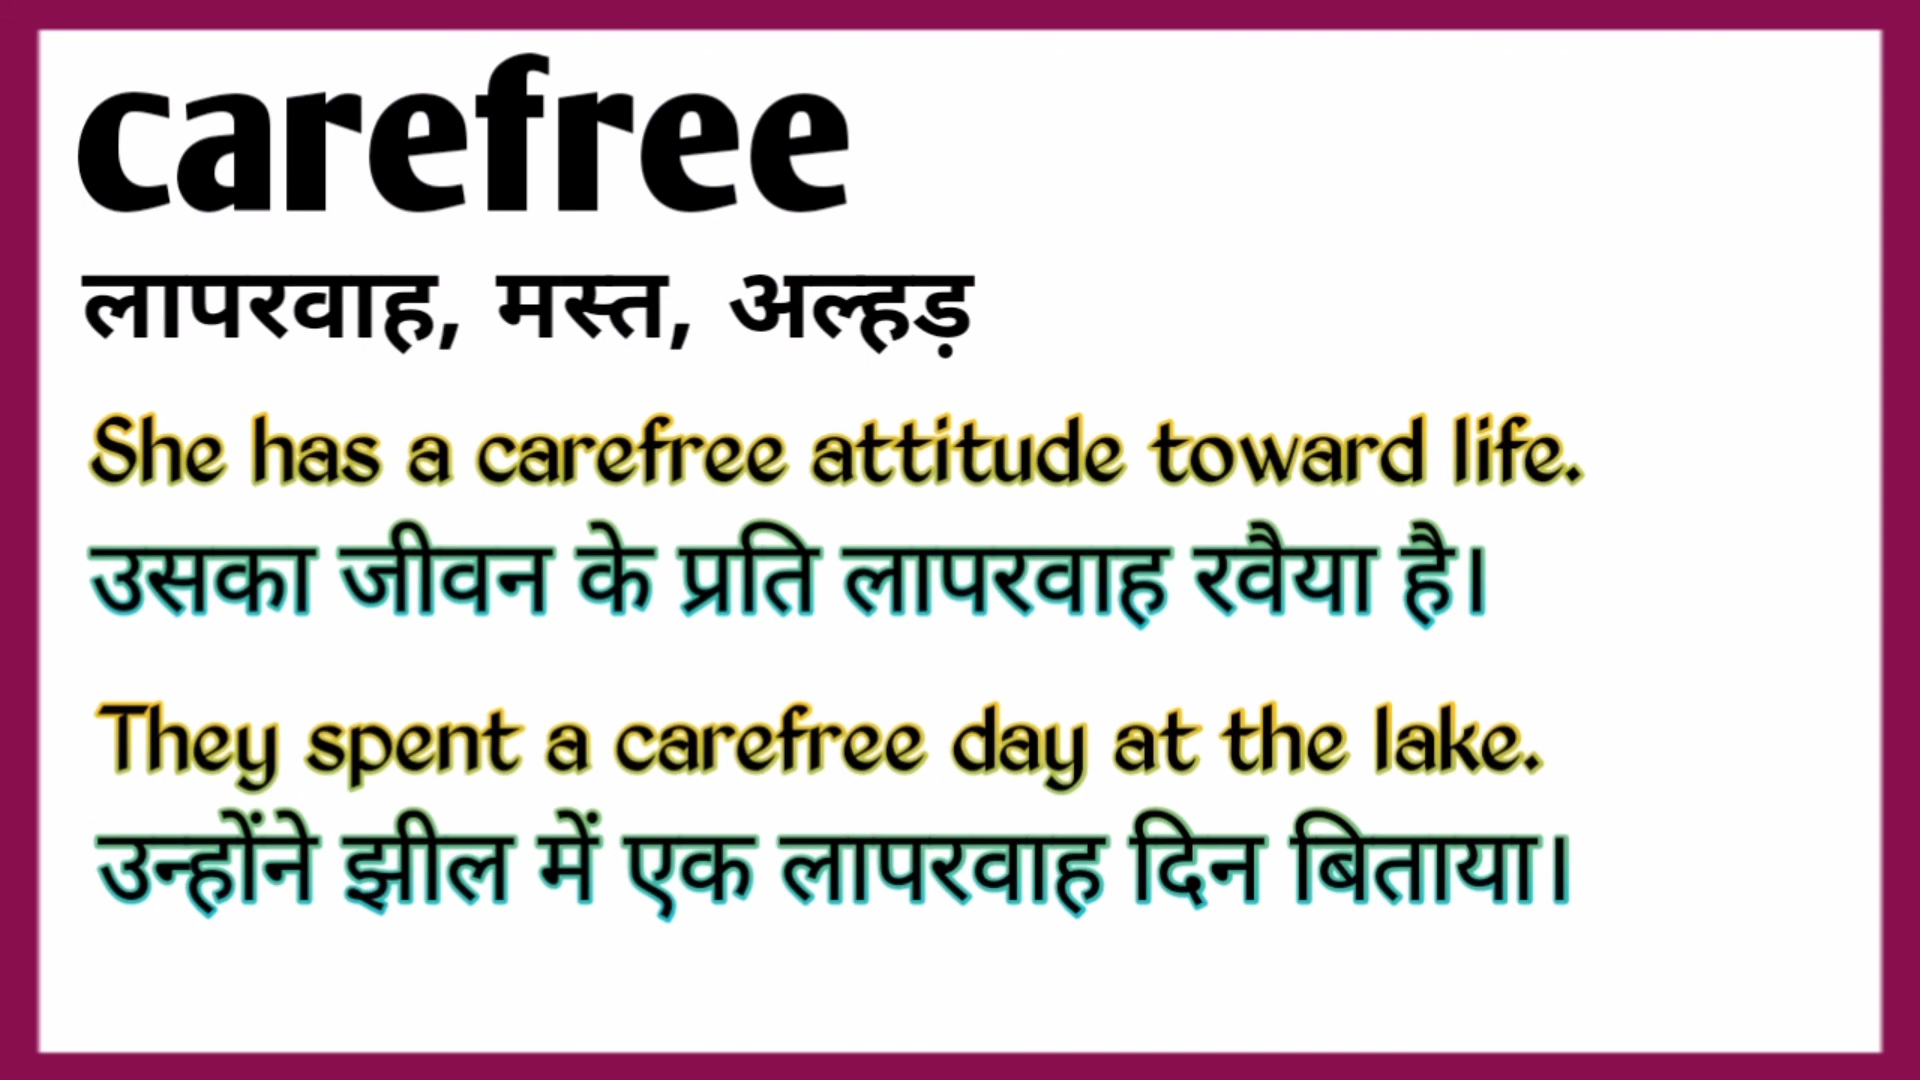 carefree
लापरवाह, मस्त, अल्हड़
She has a carefree attitude toward life.
उसका जीवन के प्रति लापरवाह रवैया है।
They spent a carefree day at the lake.
उन्होंने झील में एक लापरवाह दिन बिताया।